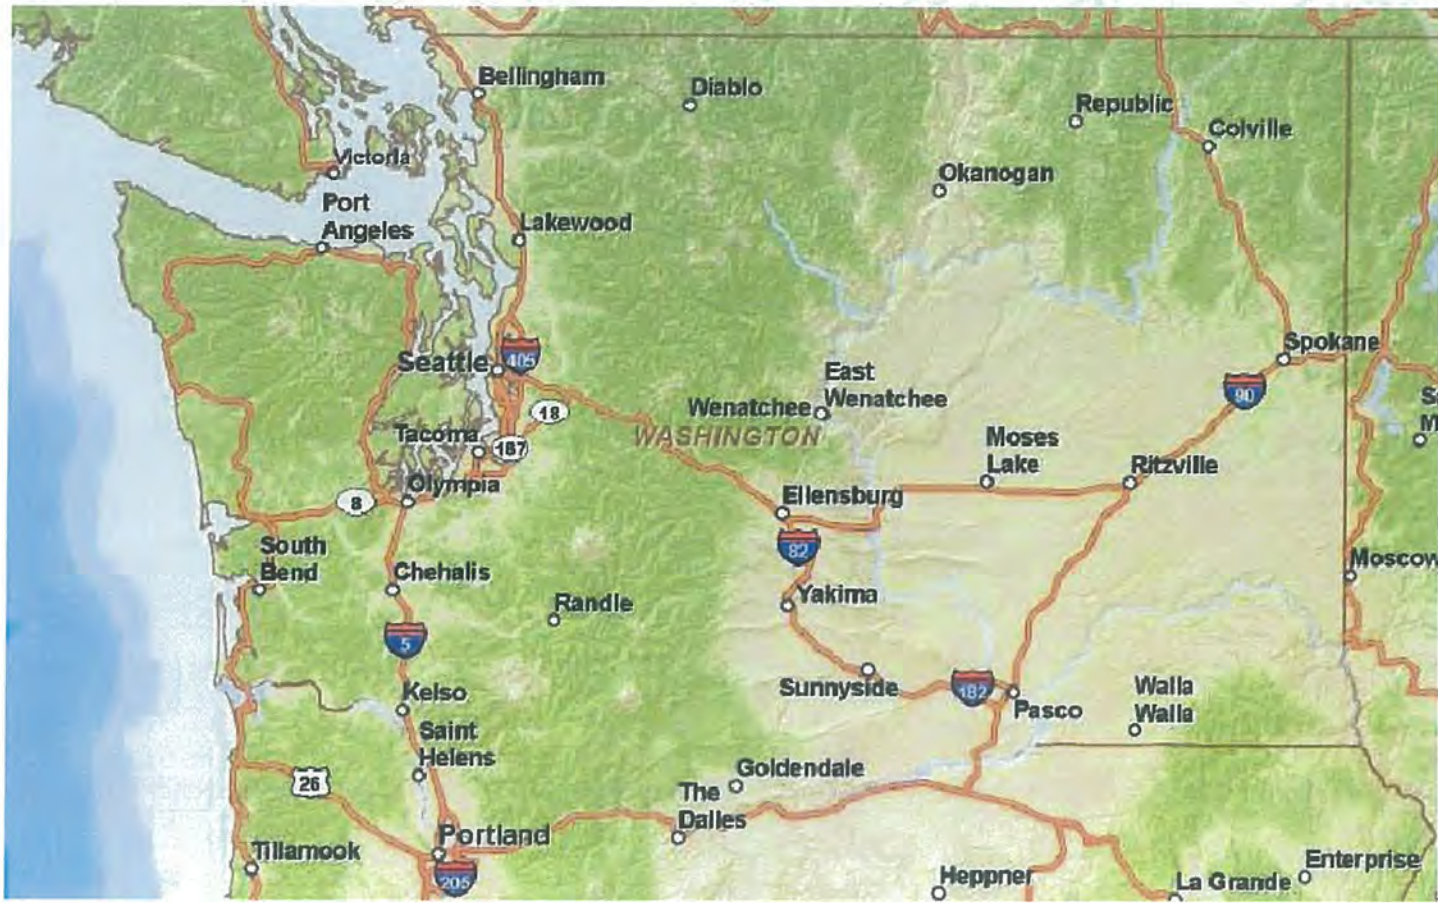 Bellingham
Diablo
Republic
Colville
Victoria
Okanogan
Port
Angeles
Lakewood
Seattle
405
Spokane
East
Wenatchee
Wenatchee
90
18
WASHINGTON
Tacoma
167
Moses
Lake
Ritzville
Olympia
8
Ellensburg
82
South
Bend
Chehalis
Moscow
Yakima
Randle
5
Sunnyside
182
Pasco
Walla
Walla
Kelso
Saint
Helens
26
Goldendale
The
Dalles
Portland
205
Tillamook
Heppner
La Grande
Enterprise